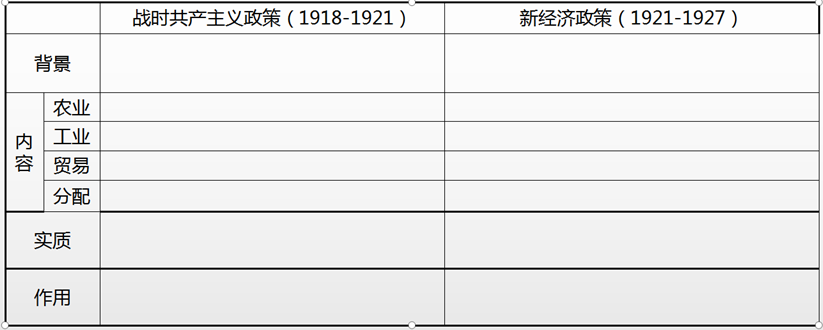 战时共产主义政策（1918-1921）	新经济政策（1921-1927）
背景
内容
农业
工业
贸易
分配
实质
作用